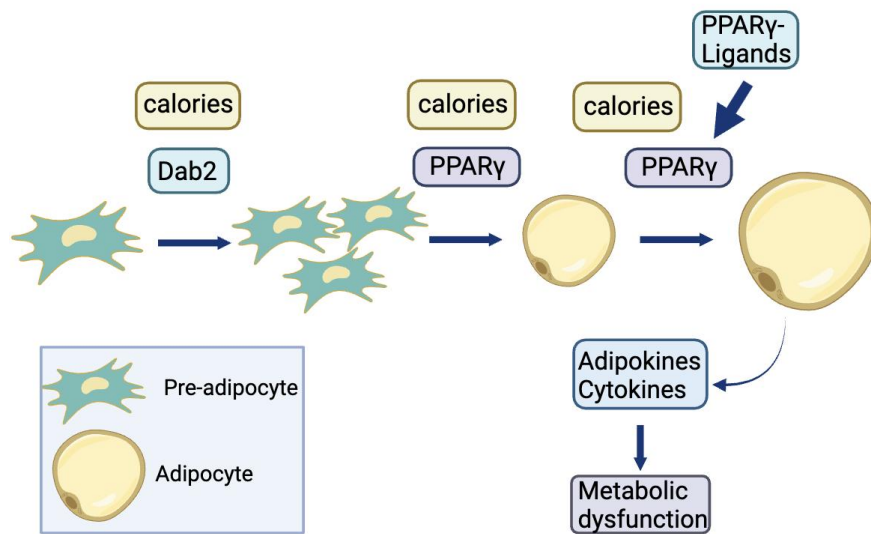 PPARγ-
Ligands
calories
calories
calories
Dab2
PPARγ
PPARγ
Adipokines
Cytokines
Pre-adipocyte
Adipocyte
Metabolic
dysfunction